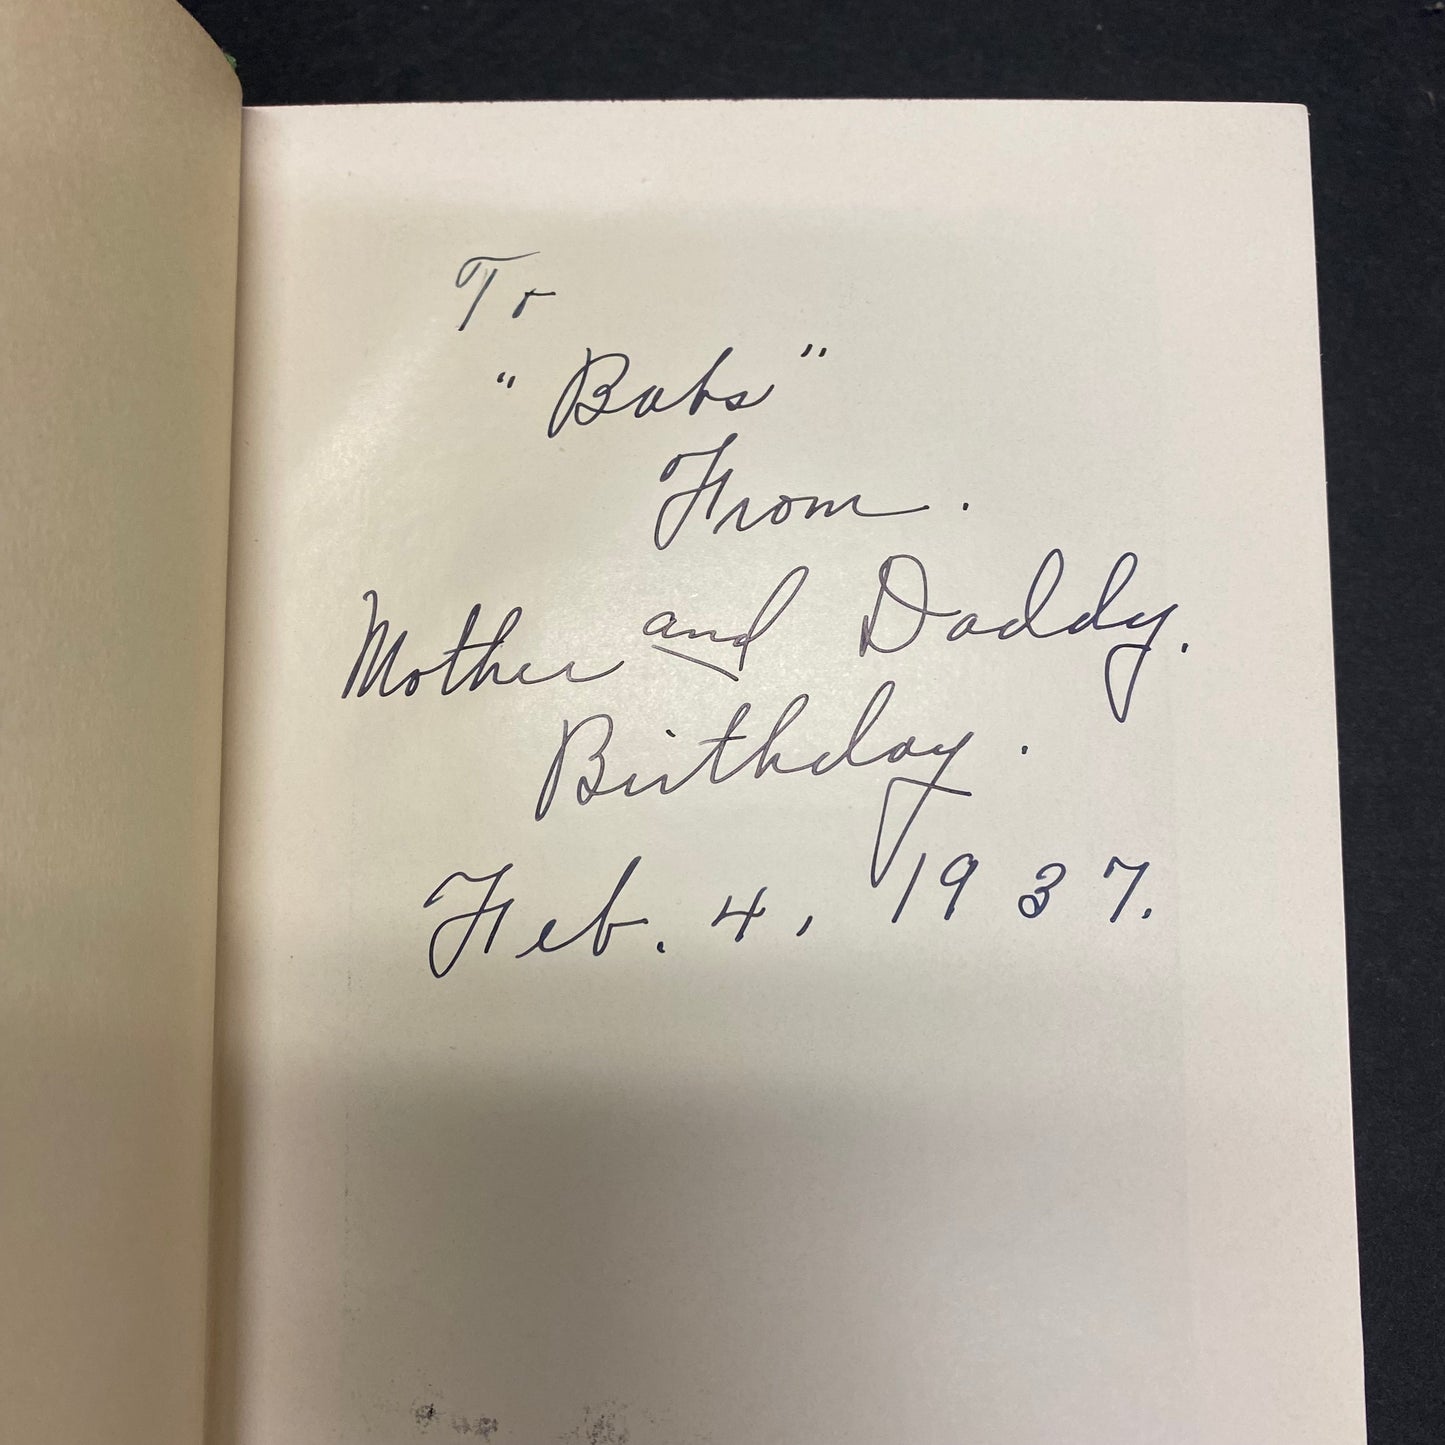 To
"Babs"
From.
Mother and Daddy.
Birthday.
Feb. 4, 1937.